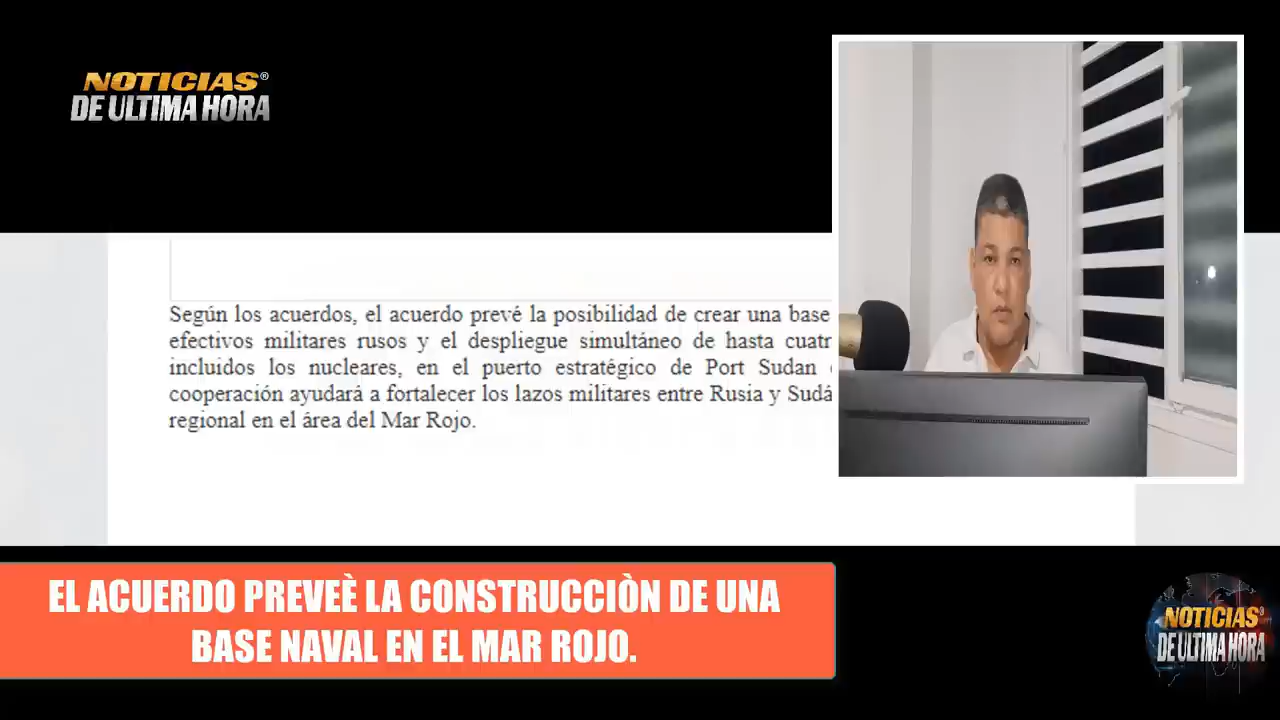 NOTICIAS®
DE ULTIMA HORA
Según los acuerdos, el acuerdo prevé la posibilidad de crear una base
efectivos militares rusos y el despliegue simultáneo de hasta
incluidos los nucleares, en el puerto estratégico de Port Sudan
cooperación ayudará a fortalecer los lazos militares entre Rusia y
regional en el área del Mar Rojo.
EL ACUERDO PREVEÈ LA CONSTRUCCIÒN DE UNA
BASE NAVAL EN EL MAR ROJO.
NOTICIAS®
DE ULTIMA HORA